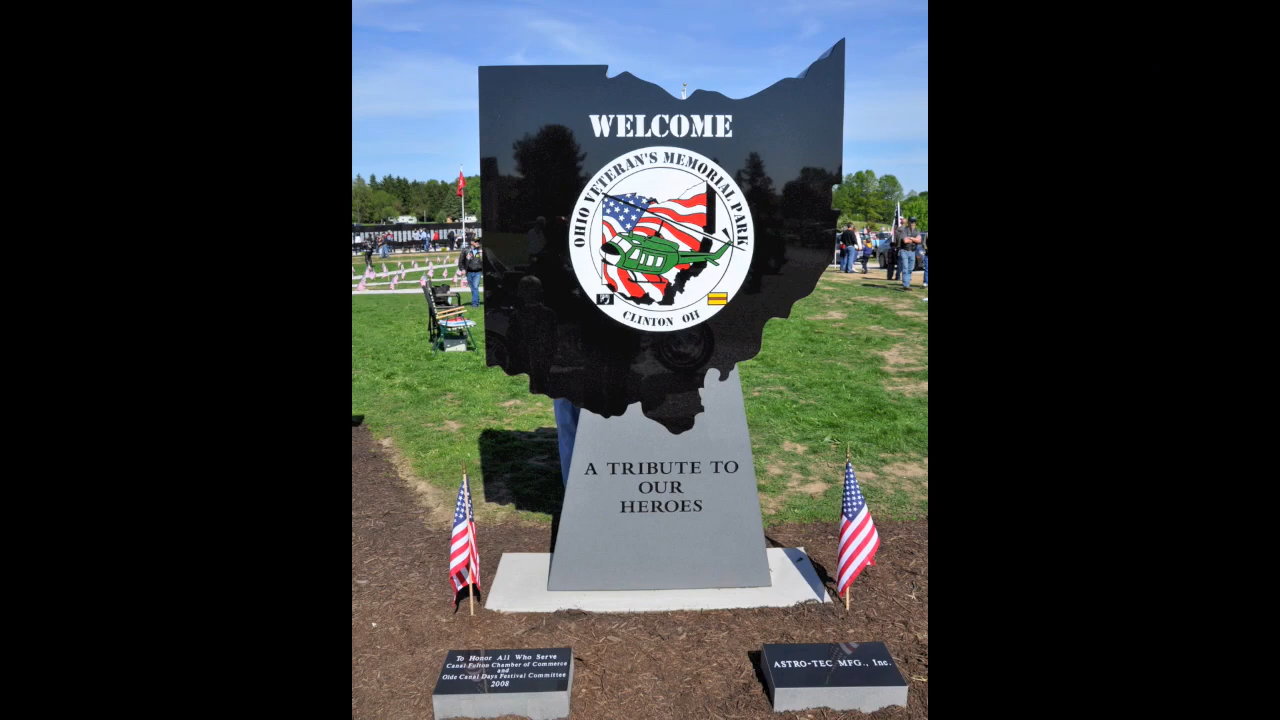 WELCOME
OHIO VETERAN'S MEMORIAL PARK
CLINTON OH
A TRIBUTE TO
OUR
HEROES
To Honor All Who Serve
Canal Fulton Chamber of Commerce
and
Olde Canal Days Festival Committee
2008
ASTRO-TEC MFG., Inc.